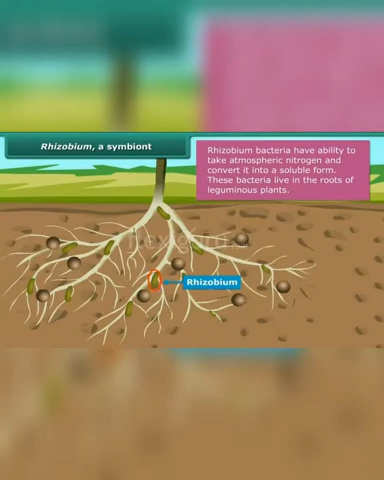 Rhizobium, a symbiont
Rhizobium bacteria have ability to
take atmospheric nitrogen and
convert it into a soluble form.
These bacteria live in the roots of
leguminous plants.
Rhizobium